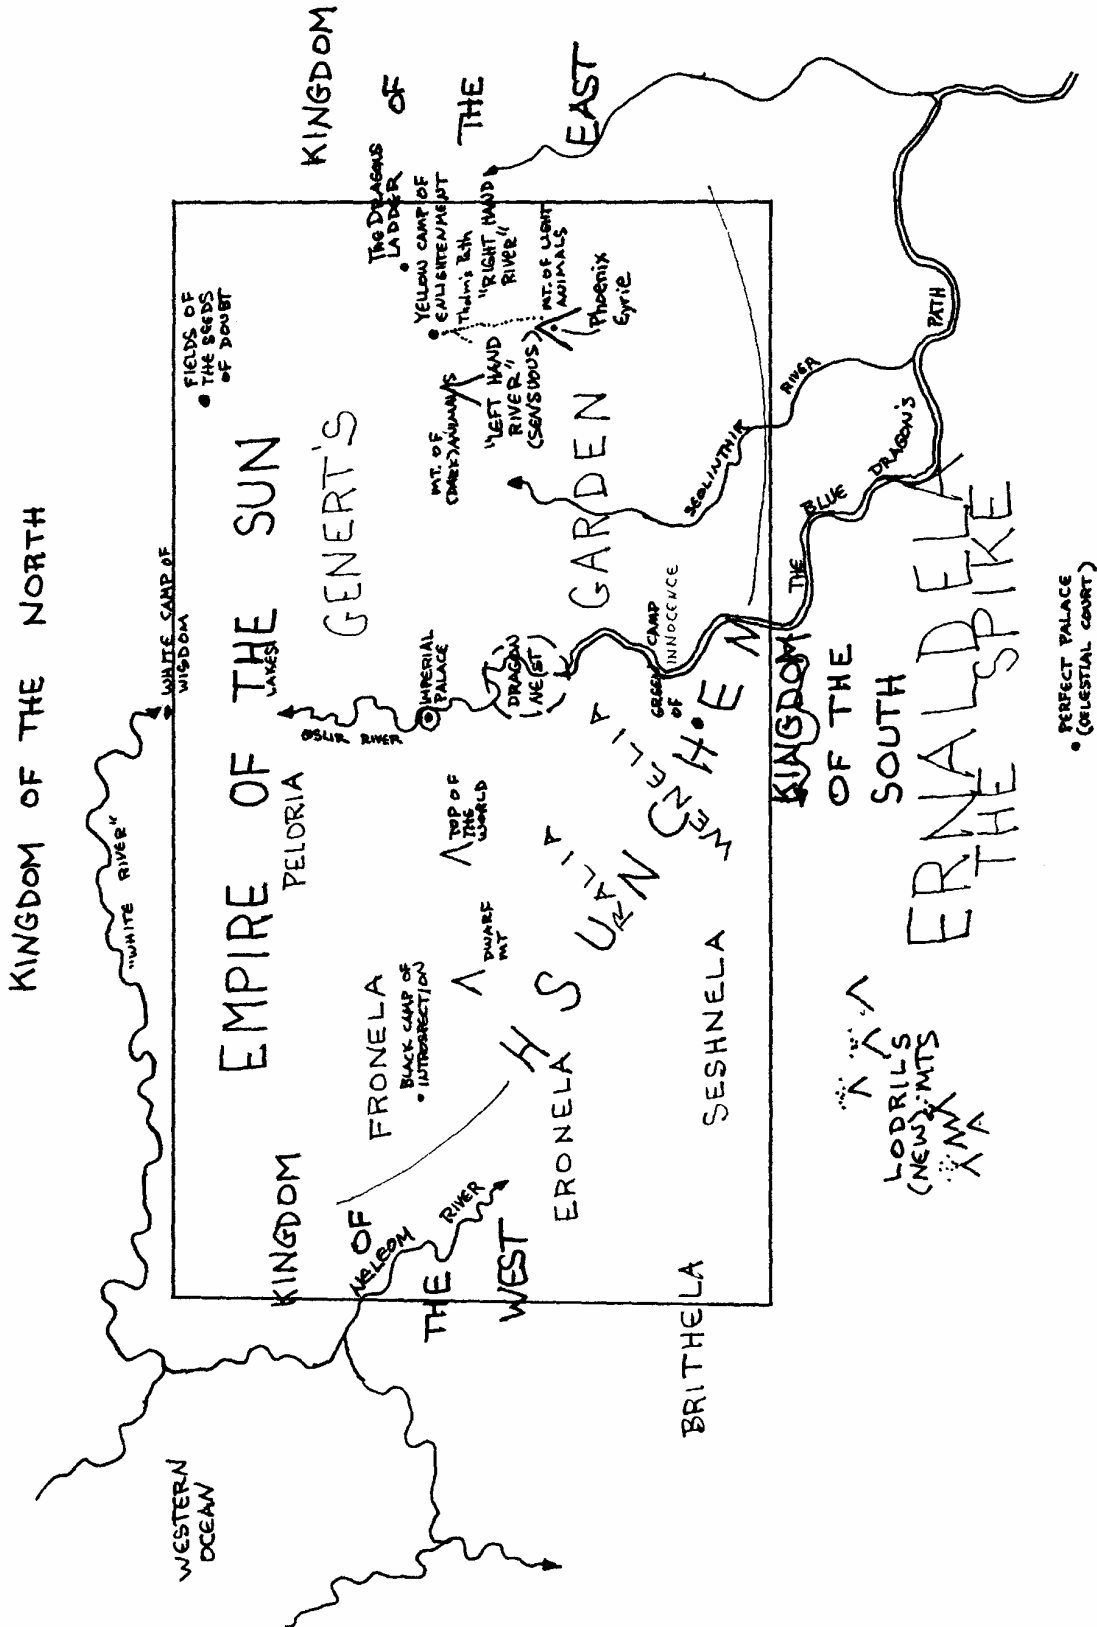 KINGDOM OF THE NORTH
WHITE CAMP OF
WISDOM
"WHITE RIVER"
FIELDS OF
THE SEEDS
OF DOUBT
EMPIRE OF THE SUN
LAKES
KINGDOM
OF
THE
EAST
KINGDOM
OF
THE
WEST
PELORIA
GENERT'S
GARDEN
THE DRAGONS
LADDER
YELLOW CAMP OF
ENLIGHTENMENT
"RIGHT HAND
RIVER"
MT. OF LIGHT
ANIMALS
Phoenix
Eyrie
MT. OF
(DARK) ANIMALS
"LEFT HAND
RIVER"
(SENSUOUS)
OSLIR RIVER
IMPERIAL
PALACE
DRAGON
NE(S)T
GREEN CAMP
OF INNOCENCE
TOP OF
THE
WORLD
DWARF
MT
FRONELA
BLACK CAMP OF
INTROSPECTION
NELEOM
RIVER
WESTERN
OCEAN
H S U N C H E N
ERONELA
RALIA
WENELIA
SESHNELA
BRITHELA
SEOLINTHIR RIVER
THE BLUE DRAGON'S PATH
KINGDOM
OF THE
SOUTH
ERNALDELA
THE SPIKE
LODRIL'S
(NEW) MTS
PERFECT PALACE
(CELESTIAL COURT)